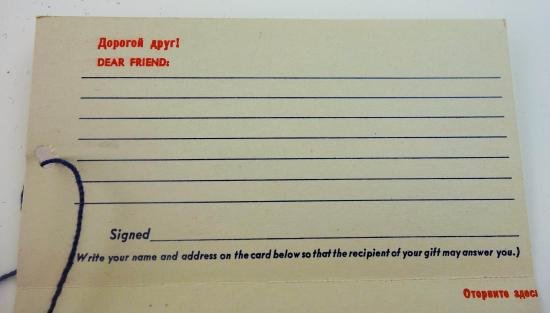 Дорогой друг!
DEAR FRIEND:
Signed
(Write your name and address on the card below so that the recipient of your gift may answer you.)
Оторвите здесь